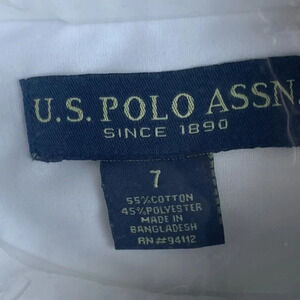 U.S. POLO ASSN
SINCE 1890
7
55%COTTON
45%POLYESTER
MADE IN
BANGLADESH
RN#94112